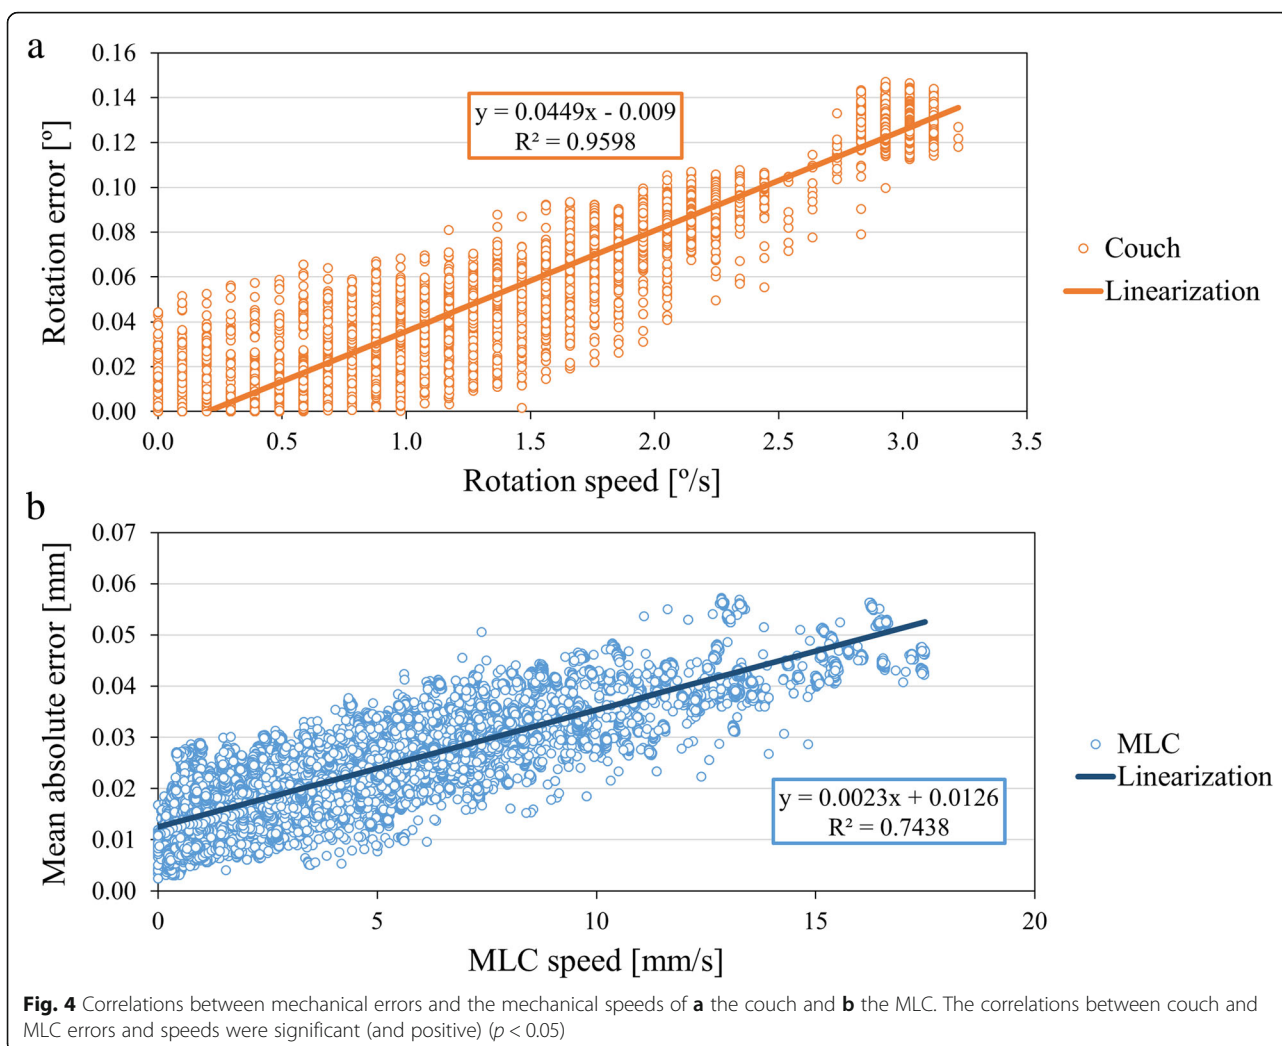 a
0.16
0.14
0.12
0.10
0.08
0.06
0.04
0.02
0.00
Rotation error [º]
y = 0.0449x - 0.009
R² = 0.9598
Couch
Linearization
0.0 0.5 1.0 1.5 2.0 2.5 3.0 3.5
Rotation speed [º/s]
b
0.07
0.06
0.05
0.04
0.03
0.02
0.01
0.00
Mean absolute error [mm]
MLC
Linearization
y = 0.0023x + 0.0126
R² = 0.7438
0 5 10 15 20
MLC speed [mm/s]
Fig. 4 Correlations between mechanical errors and the mechanical speeds of a the couch and b the MLC. The correlations between couch and
MLC errors and speeds were significant (and positive) (p < 0.05)